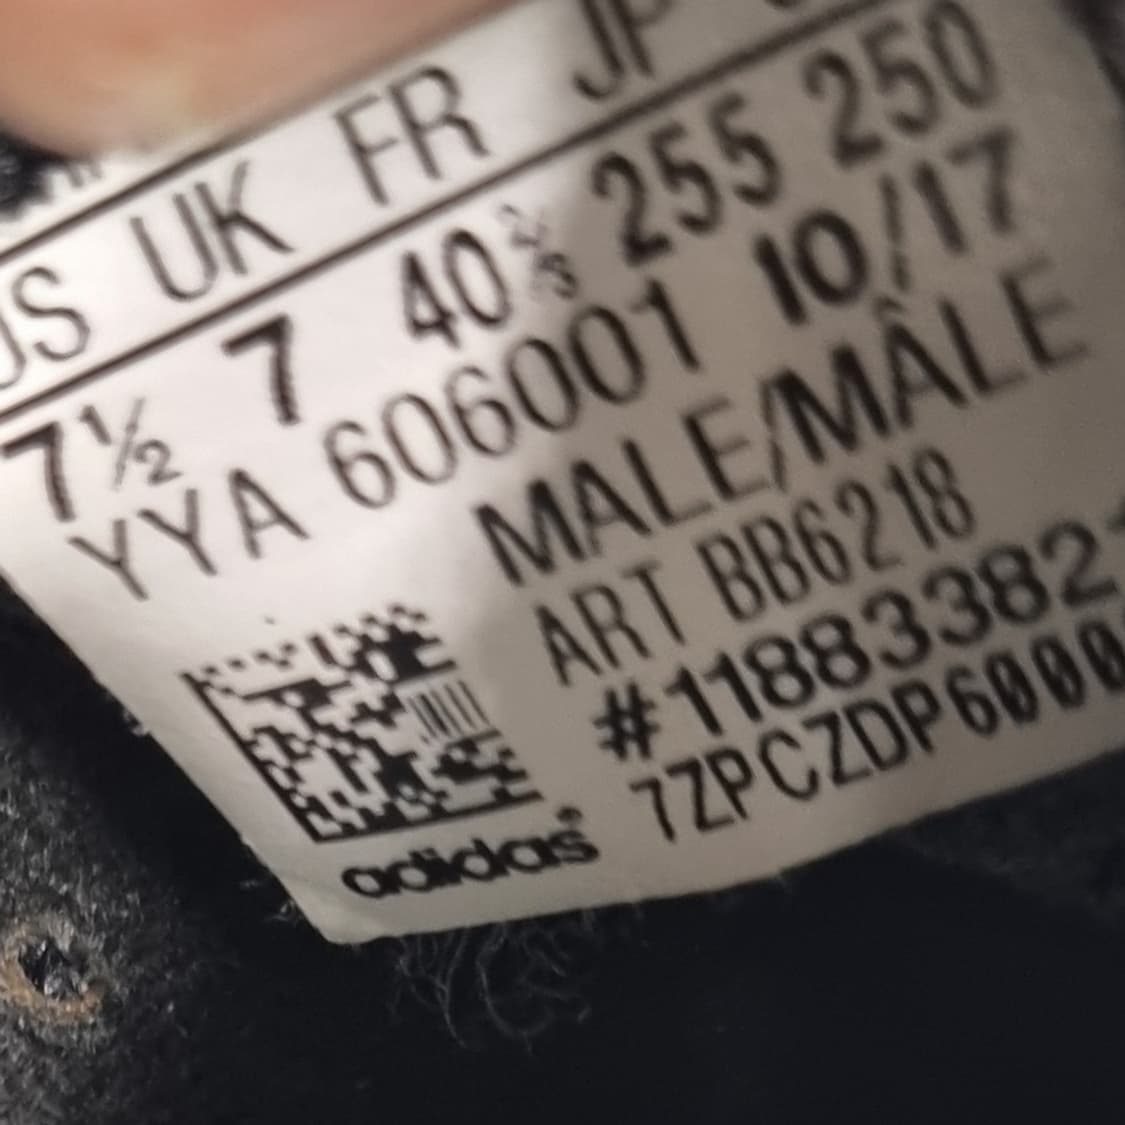 US UK FR JP
7½ 7 40⅔ 255 250
YYA 606001 10/17
MALE/MÂLE
ART BB6218
#11883382
7ZPCZDP6000
adidas®